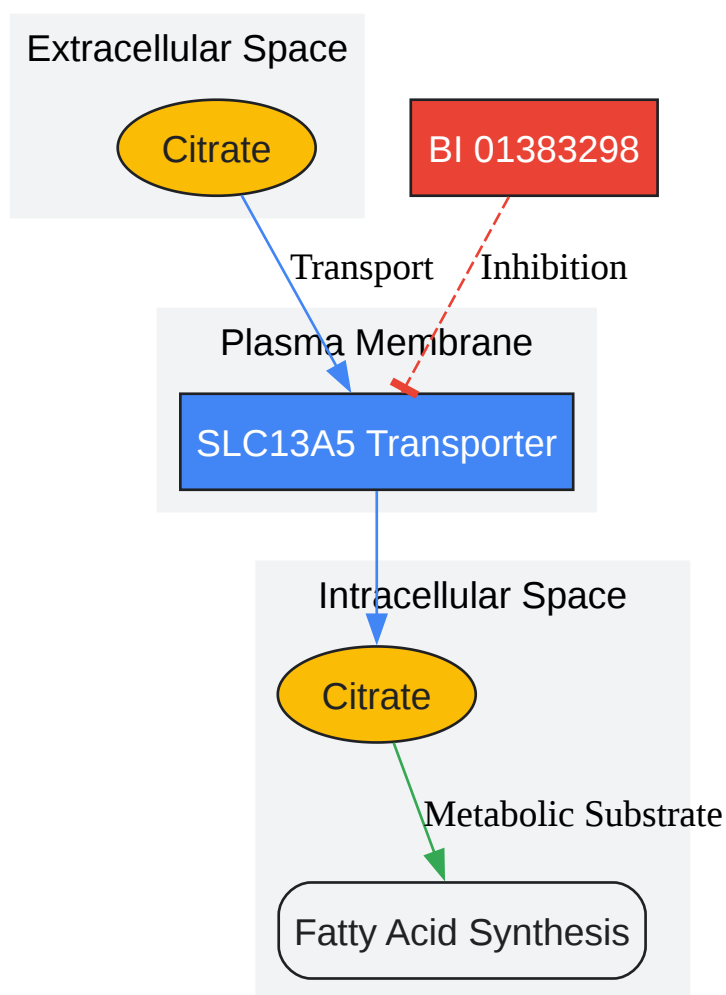 Extracellular Space
Citrate
BI 01383298
Transport
Inhibition
Plasma Membrane
SLC13A5 Transporter
Intracellular Space
Citrate
Metabolic Substrate
Fatty Acid Synthesis